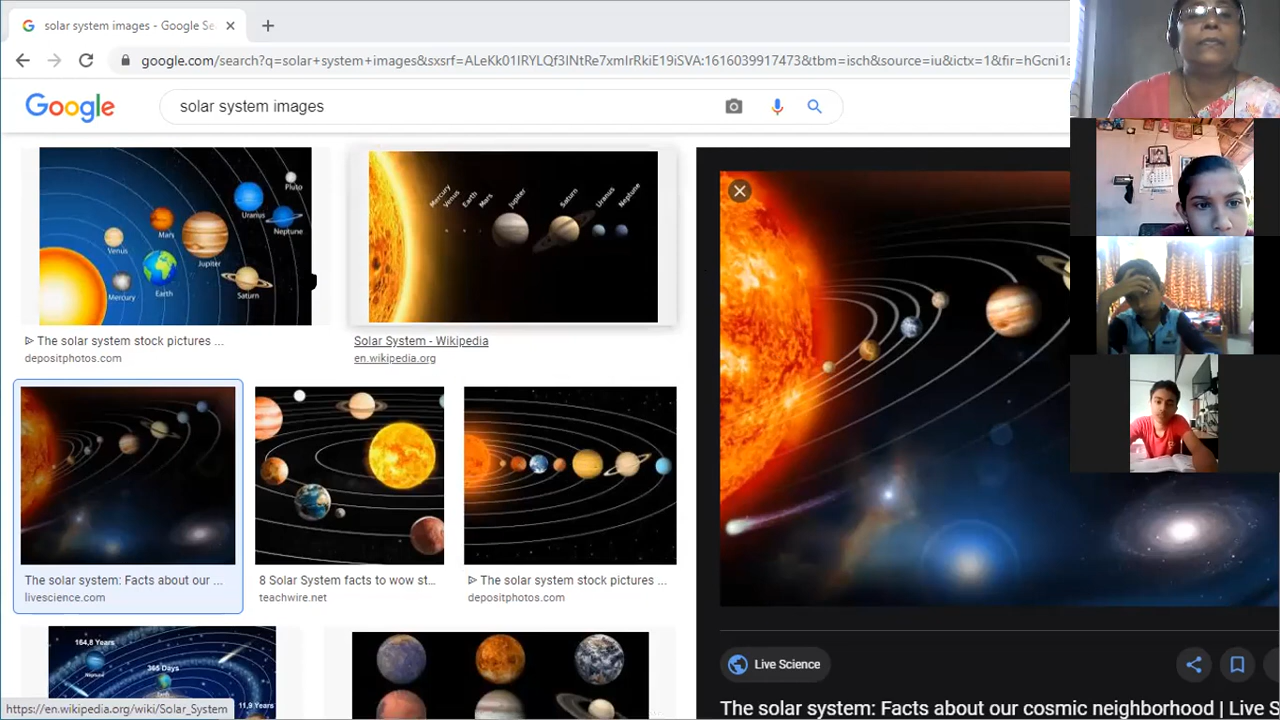 solar system images - Google Se
google.com/search?q=solar+system+images&sxsrf=ALeKk01IRYLQf3INtRe7xmIrRkiE19iSVA:1616039917473&tbm=isch&source=iu&ictx=1&fir=hGcni1a
Google
solar system images
Pluto
Uranus
Mars
Neptune
Venus
Jupiter
Mercury
Earth
Saturn
Mercury
Venus
Earth
Mars
Jupiter
Saturn
Uranus
Neptune
The solar system stock pictures ...
depositphotos.com
Solar System - Wikipedia
en.wikipedia.org
The solar system: Facts about our ...
livescience.com
8 Solar System facts to wow st...
teachwire.net
The solar system stock pictures ...
depositphotos.com
164,8 Years
Neptune
365 Days
Earth
11,9 Years
Live Science
The solar system: Facts about our cosmic neighborhood | Live S
https://en.wikipedia.org/wiki/Solar_System